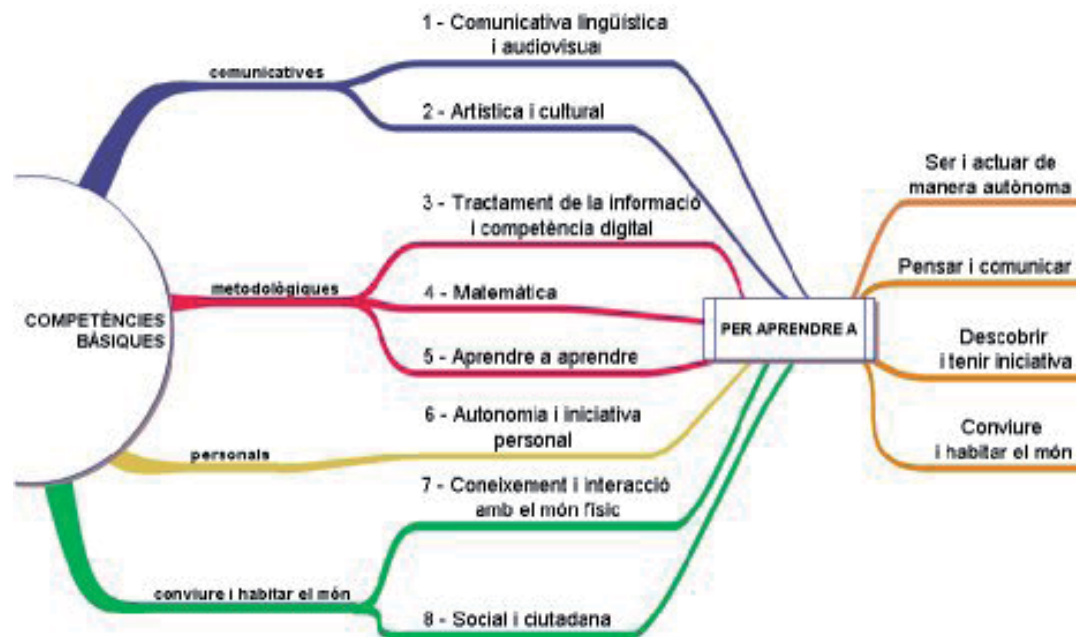 COMPETÈNCIES
BÀSIQUES
comunicatives
1 - Comunicativa lingüística
i audiovisual
2 - Artística i cultural
metodològiques
3 - Tractament de la informació
i competència digital
4 - Matemàtica
5 - Aprendre a aprendre
personals
6 - Autonomia i iniciativa
personal
conviure i habitar el món
7 - Coneixement i interacció
amb el món físic
8 - Social i ciutadana
PER APRENDRE A
Ser i actuar de
manera autònoma
Pensar i comunicar
Descobrir
i tenir iniciativa
Conviure
i habitar el món